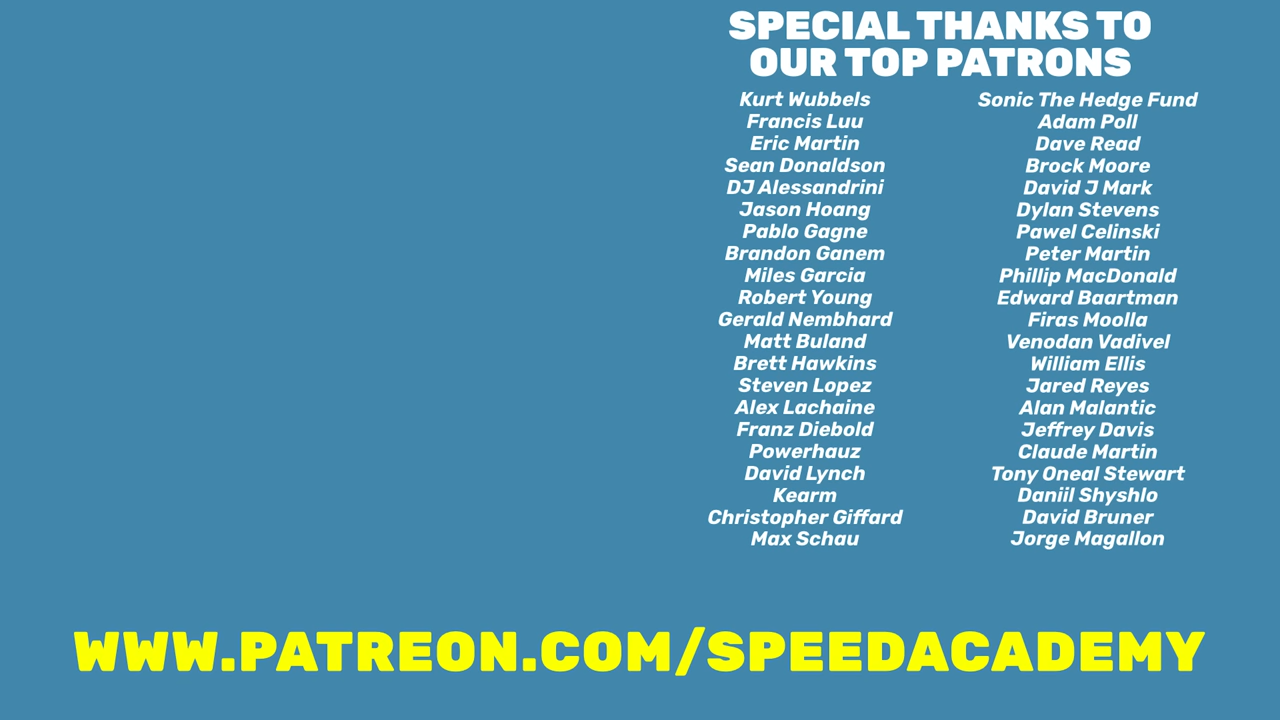 SPECIAL THANKS TO
OUR TOP PATRONS
Kurt Wubbels
Francis Luu
Eric Martin
Sean Donaldson
DJ Alessandrini
Jason Hoang
Pablo Gagne
Brandon Ganem
Miles Garcia
Robert Young
Gerald Nembhard
Matt Buland
Brett Hawkins
Steven Lopez
Alex Lachaine
Franz Diebold
Powerhauz
David Lynch
Kearm
Christopher Giffard
Max Schau
Sonic The Hedge Fund
Adam Poll
Dave Read
Brock Moore
David J Mark
Dylan Stevens
Pawel Celinski
Peter Martin
Phillip MacDonald
Edward Baartman
Firas Moolla
Venodan Vadivel
William Ellis
Jared Reyes
Alan Malantic
Jeffrey Davis
Claude Martin
Tony Oneal Stewart
Daniil Shyshlo
David Bruner
Jorge Magallon
WWW.PATREON.COM/SPEEDACADEMY